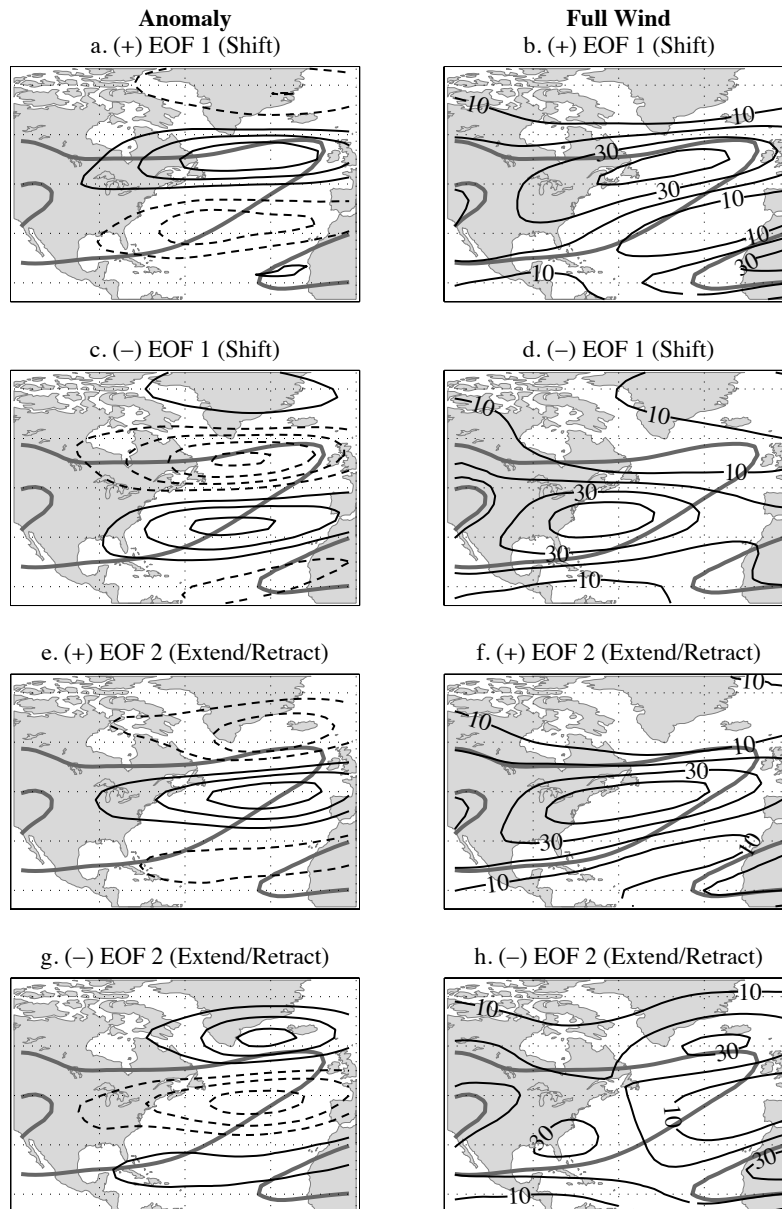 Anomaly
Full Wind
a. (+) EOF 1 (Shift)
b. (+) EOF 1 (Shift)
10
10
30
30
10
10
10
30
c. (–) EOF 1 (Shift)
d. (–) EOF 1 (Shift)
10
10
10
30
30
10
e. (+) EOF 2 (Extend/Retract)
f. (+) EOF 2 (Extend/Retract)
10
10
10
30
30
10
10
g. (–) EOF 2 (Extend/Retract)
h. (–) EOF 2 (Extend/Retract)
10
10
30
10
30
30
10